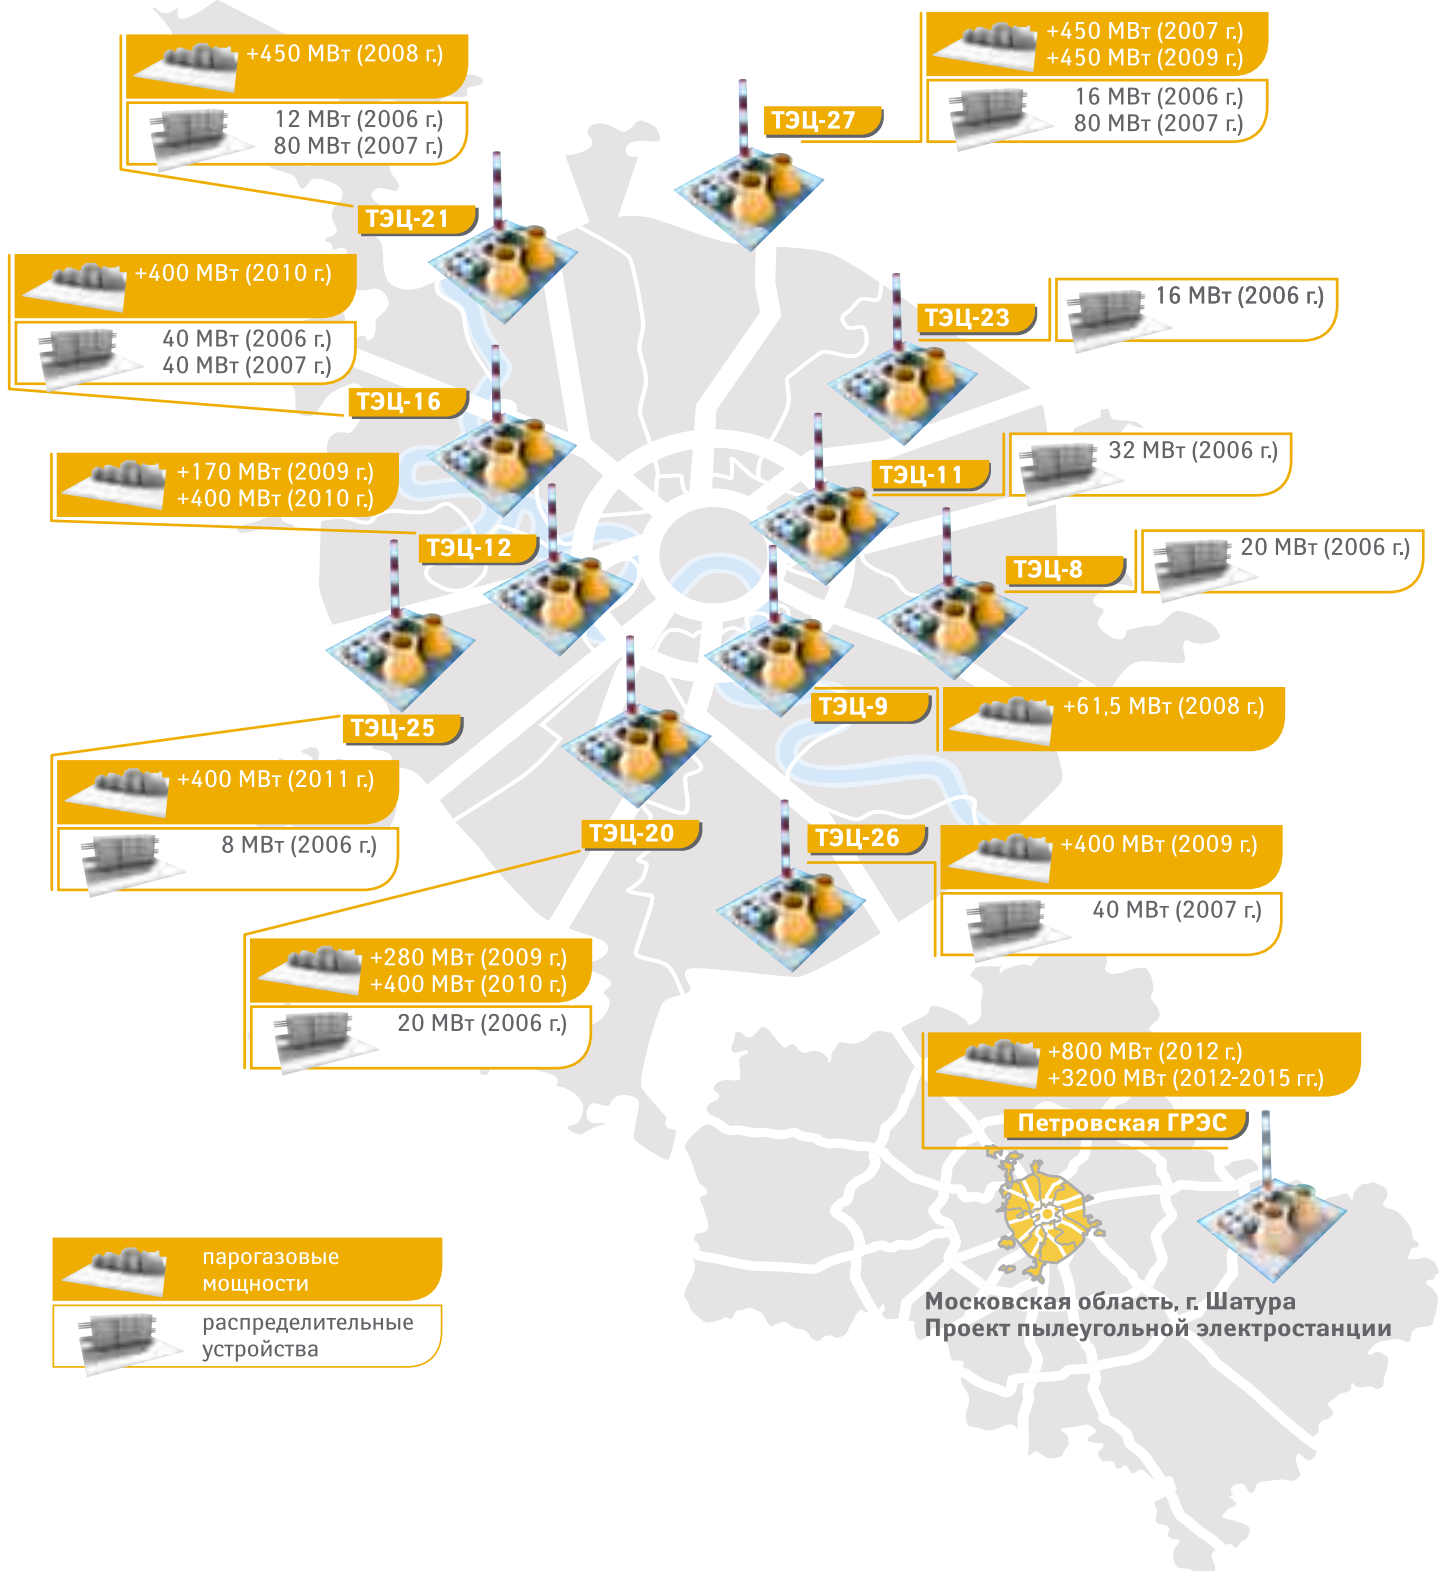 +450 МВт (2008 г.)
12 МВт (2006 г.)
80 МВт (2007 г.)
ТЭЦ-21
+450 МВт (2007 г.)
+450 МВт (2009 г.)
16 МВт (2006 г.)
80 МВт (2007 г.)
ТЭЦ-27
+400 МВт (2010 г.)
40 МВт (2006 г.)
40 МВт (2007 г.)
ТЭЦ-16
ТЭЦ-23
16 МВт (2006 г.)
+170 МВт (2009 г.)
+400 МВт (2010 г.)
ТЭЦ-12
ТЭЦ-11
32 МВт (2006 г.)
ТЭЦ-8
20 МВт (2006 г.)
ТЭЦ-25
+400 МВт (2011 г.)
8 МВт (2006 г.)
ТЭЦ-9
+61,5 МВт (2008 г.)
ТЭЦ-20
+280 МВт (2009 г.)
+400 МВт (2010 г.)
20 МВт (2006 г.)
ТЭЦ-26
+400 МВт (2009 г.)
40 МВт (2007 г.)
+800 МВт (2012 г.)
+3200 МВт (2012-2015 гг.)
Петровская ГРЭС
Московская область, г. Шатура
Проект пылеугольной электростанции
парогазовые
мощности
распределительные
устройства